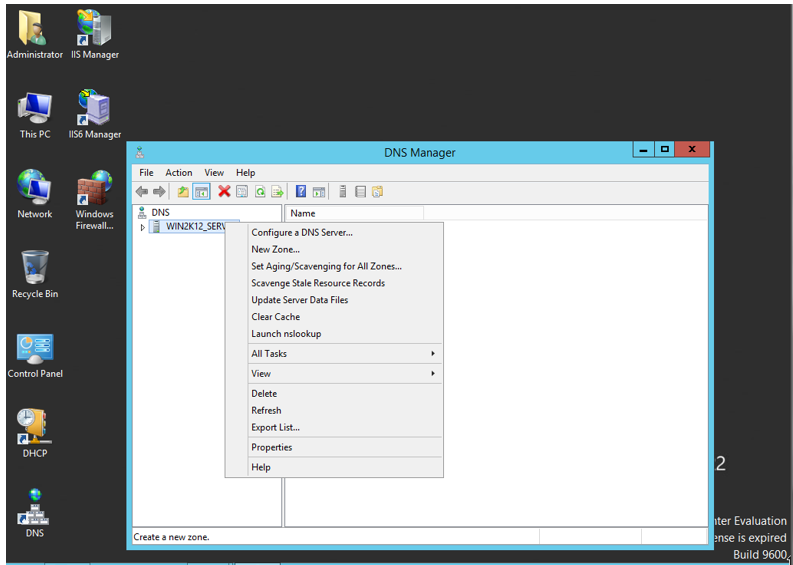 Administrator
IIS Manager
This PC
IIS6 Manager
Network
Windows
Firewall...
Recycle Bin
Control Panel
DHCP
DNS
DNS Manager
File Action View Help
DNS
WIN2K12_SERV
Name
Configure a DNS Server...
New Zone...
Set Aging/Scavenging for All Zones...
Scavenge Stale Resource Records
Update Server Data Files
Clear Cache
Launch nslookup
All Tasks
View
Delete
Refresh
Export List...
Properties
Help
Create a new zone.
2
nter Evaluation
ense is expired
Build 9600